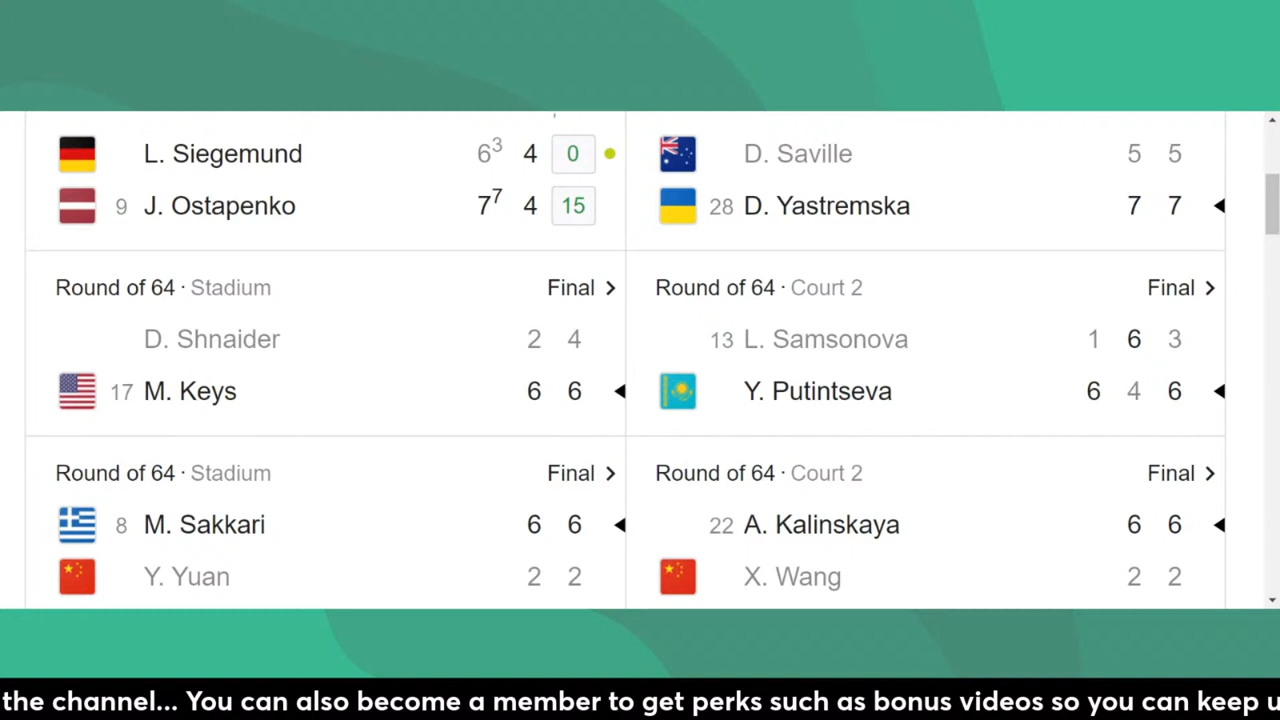 L. Siegemund 6³ 4 0
9 J. Ostapenko 7⁷ 4 15
D. Saville 5 5
28 D. Yastremska 7 7
Round of 64 · Stadium Final
D. Shnaider 2 4
17 M. Keys 6 6
Round of 64 · Court 2 Final
13 L. Samsonova 1 6 3
Y. Putintseva 6 4 6
Round of 64 · Stadium Final
8 M. Sakkari 6 6
Y. Yuan 2 2
Round of 64 · Court 2 Final
22 A. Kalinskaya 6 6
X. Wang 2 2
the channel... You can also become a member to get perks such as bonus videos so you can keep u